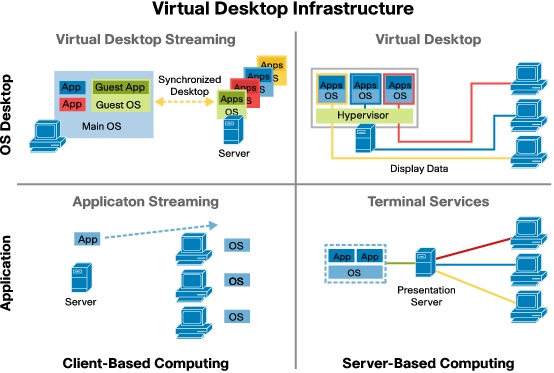 Virtual Desktop Infrastructure
Virtual Desktop Streaming
Virtual Desktop
OS Desktop
App
Guest App
App
Guest OS
Main OS
Synchronized
Desktop
Apps
S
Apps
S
Apps
S
Apps
OS
Server
Apps
OS
Apps
OS
Apps
OS
Hypervisor
Display Data
Application
Applicaton Streaming
App
Server
OS
OS
OS
Terminal Services
App
App
OS
Presentation
Server
Client-Based Computing
Server-Based Computing